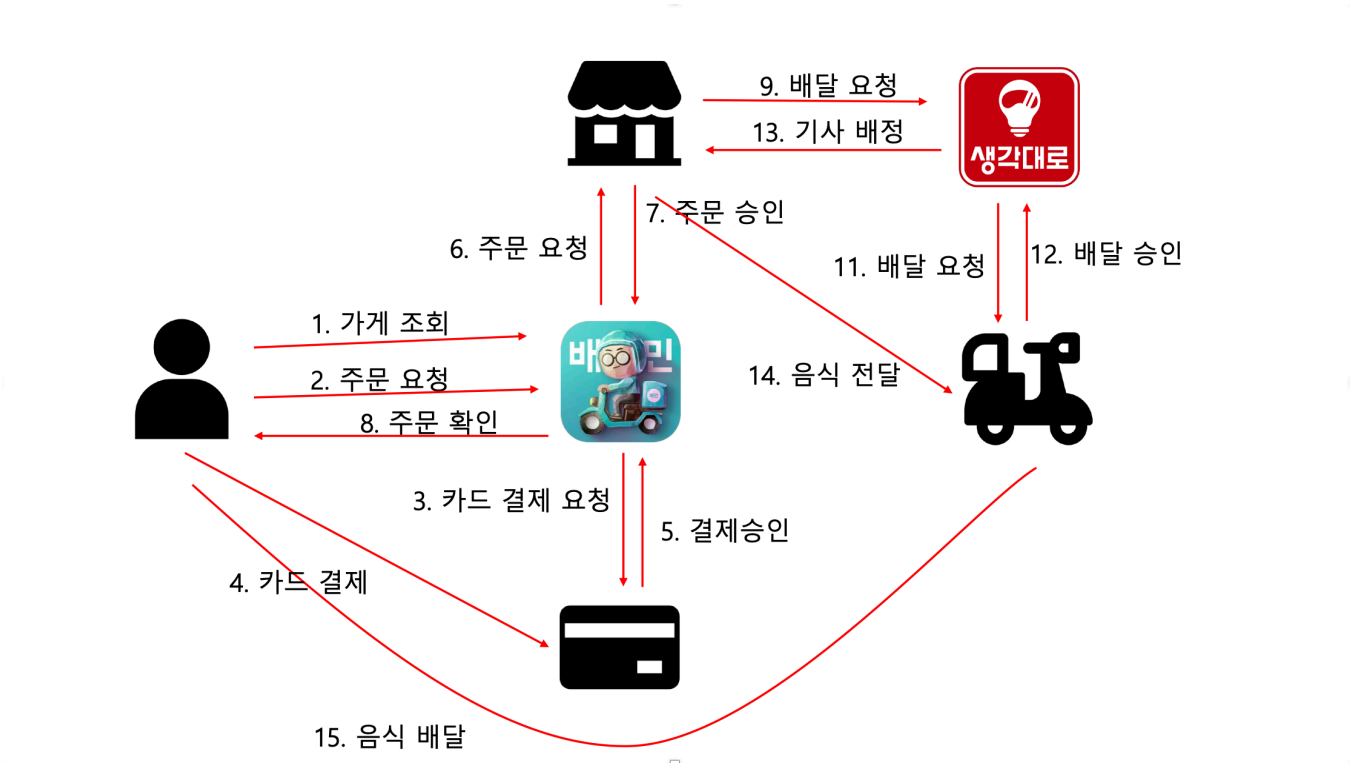 9. 배달 요청
13. 기사 배정
생각대로
7. 주문 승인
6. 주문 요청
11. 배달 요청
12. 배달 승인
1. 가게 조회
2. 주문 요청
8. 주문 확인
배민
14. 음식 전달
3. 카드 결제 요청
5. 결제승인
4. 카드 결제
15. 음식 배달